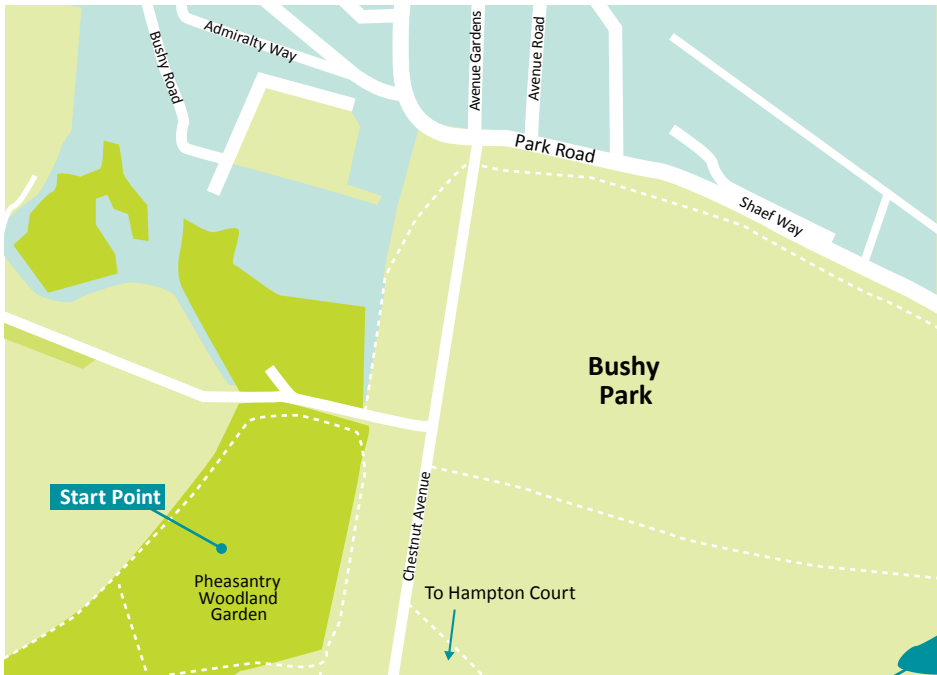 Admiralty Way
Bushy Road
Avenue Gardens
Avenue Road
Park Road
Shaef Way
Bushy
Park
Chestnut Avenue
Start Point
Pheasantry
Woodland
Garden
To Hampton Court